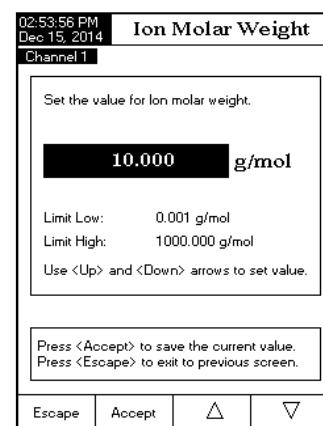 02:53:56 PM
Dec 15, 2014
Ion Molar Weight
Channel 1
Set the value for Ion molar weight.
10.000 g/mol
Limit Low: 0.001 g/mol
Limit High: 1000.000 g/mol
Use <Up> and <Down> arrows to set value.
Press <Accept> to save the current value.
Press <Escape> to exit to previous screen.
Escape Accept △ ▽